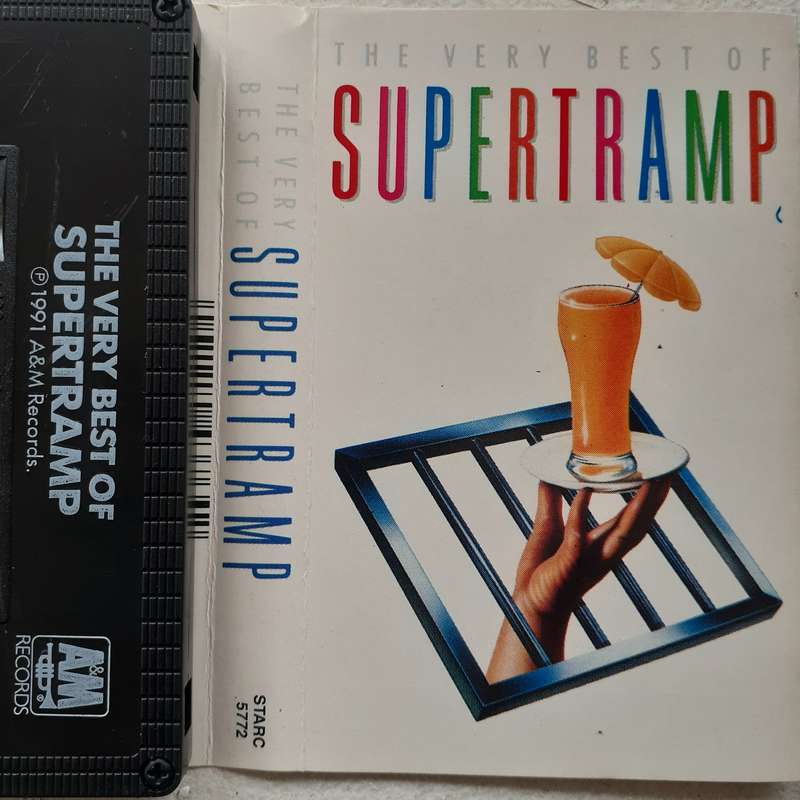 THE VERY BEST OF
SUPERTRAMP
℗ 1991 A&M Records.
A&M
®
RECORDS
THE VERY
BEST OF
SUPERTRAMP
STARC
5772
THE VERY BEST OF
SUPERTRAMP